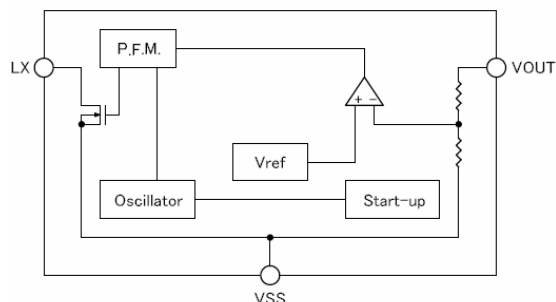 P.F.M.
LX
VOUT
+ −
Vref
Oscillator
Start-up
VSS